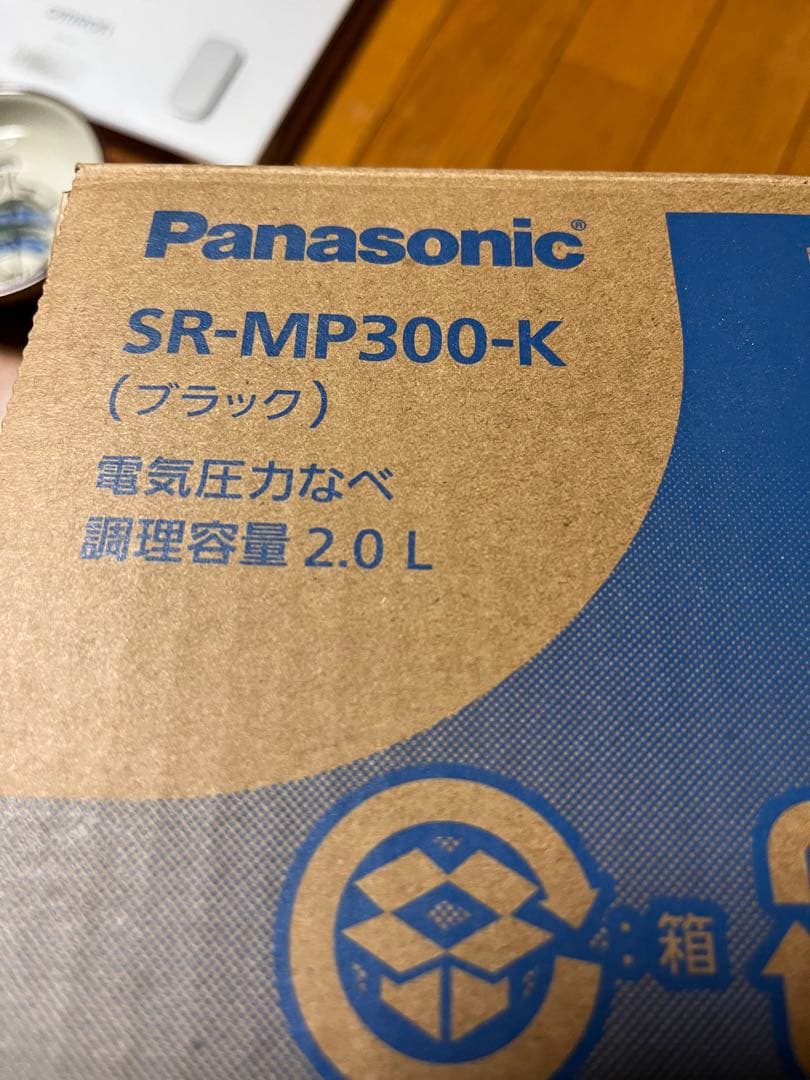 Panasonic®
SR-MP300-K
(ブラック)
電気圧力なべ
調理容量 2.0 L
:箱